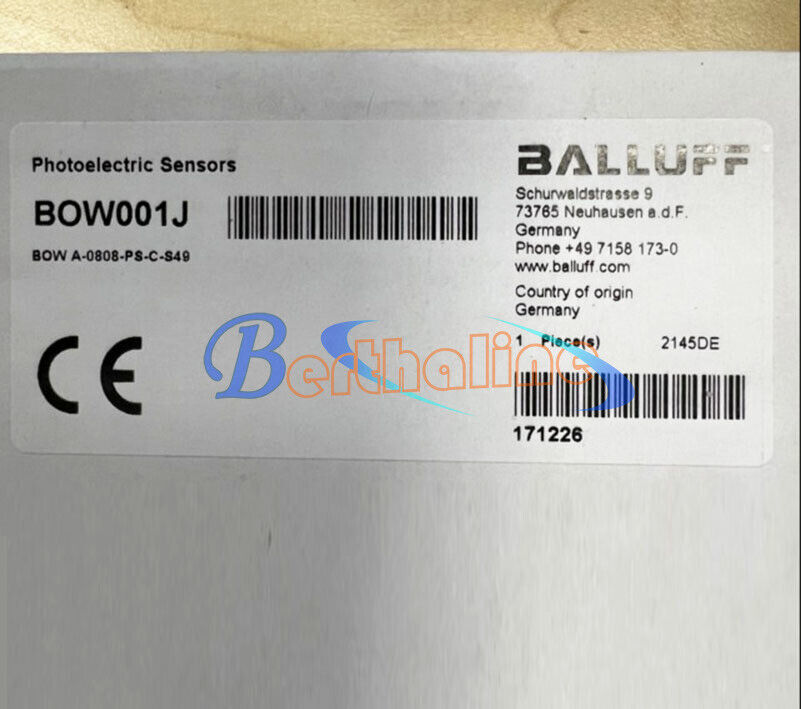 Photoelectric Sensors
BOW001J
BOW A-0808-PS-C-S49
CE
BALLUFF
Schurwaldstrasse 9
73765 Neuhausen a.d.F.
Germany
Phone +49 7158 173-0
www.balluff.com
Country of origin
Germany
1 Piece(s) 2145DE
171226
Berthaline